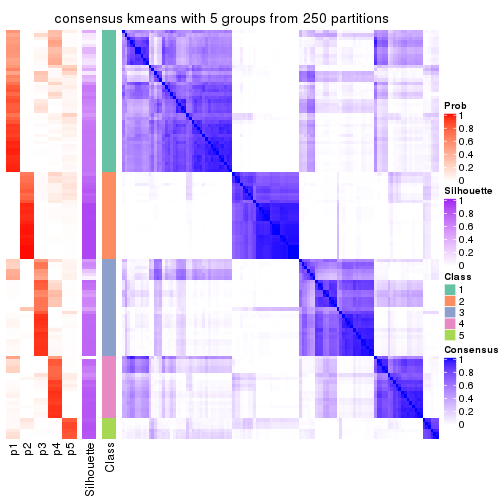 consensus kmeans with 5 groups from 250 partitions
Prob
1
0.8
0.6
0.4
0.2
0
Silhouette
1
0.8
0.6
0.4
0.2
0
Class
1
2
3
4
5
Consensus
1
0.8
0.6
0.4
0.2
0
p1
p2
p3
p4
p5
Silhouette
Class